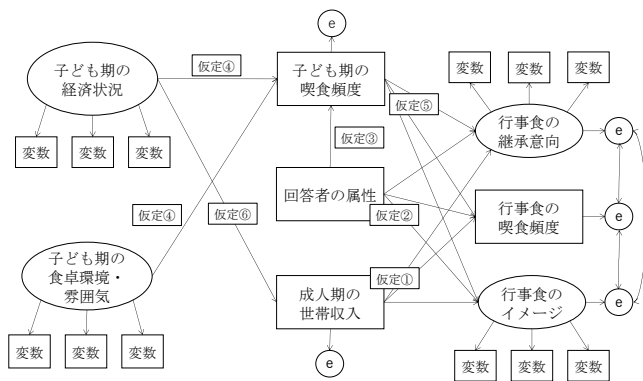 e
子ども期の
経済状況
仮定④
子ども期の
喫食頻度
変数
変数
変数
仮定⑤
行事食の
継承意向
e
変数
変数
変数
仮定③
仮定④
仮定⑥
回答者の属性
仮定②
行事食の
喫食頻度
e
子ども期の
食卓環境・
雰囲気
仮定①
成人期の
世帯収入
行事食の
イメージ
e
変数
変数
変数
e
変数
変数
変数